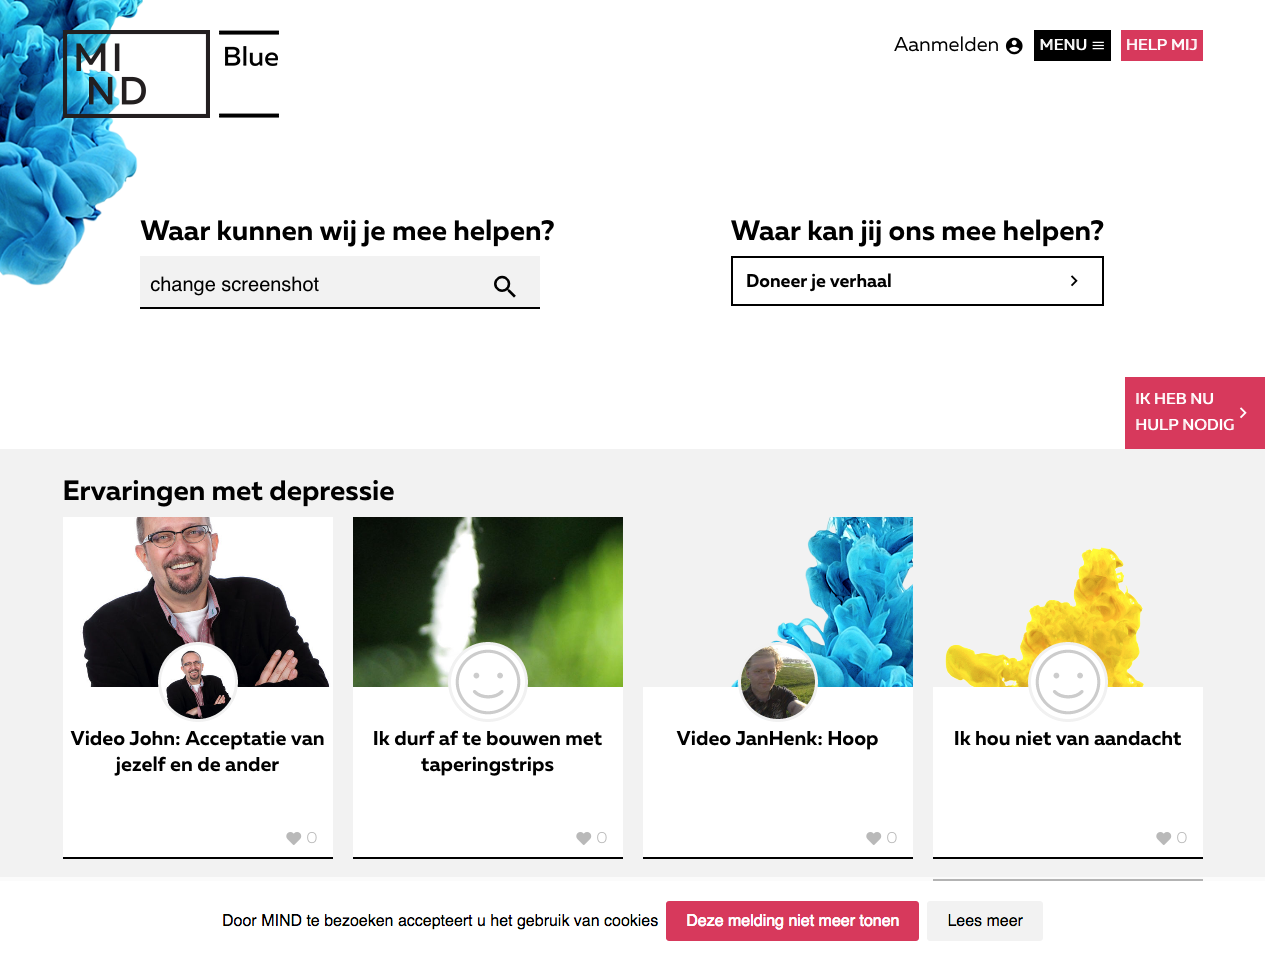 MI
ND
Blue
Aanmelden
MENU
HELP MIJ
Waar kunnen wij je mee helpen?
change screenshot
Waar kan jij ons mee helpen?
Doneer je verhaal
IK HEB NU
HULP NODIG
Ervaringen met depressie
Video John: Acceptatie van
jezelf en de ander
0
Ik durf af te bouwen met
taperingstrips
0
Video JanHenk: Hoop
0
Ik hou niet van aandacht
0
Door MIND te bezoeken accepteert u het gebruik van cookies
Deze melding niet meer tonen
Lees meer